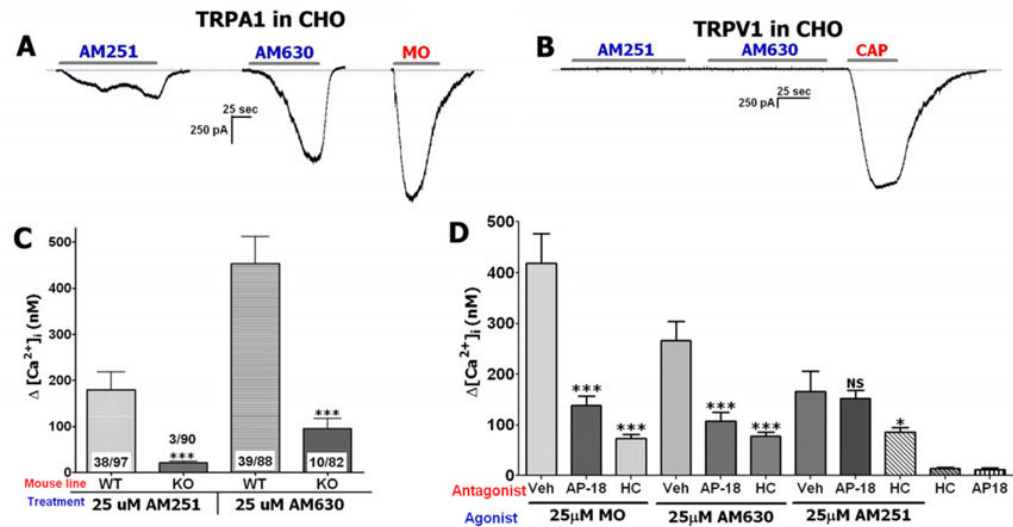 TRPA1 in CHO
TRPV1 in CHO
A
AM251
AM630
MO
25 sec
250 pA
B
AM251
AM630
CAP
25 sec
250 pA
C
Δ [Ca²⁺]i (nM)
500
400
300
200
100
0
3/90
***
***
38/97
39/88
10/82
Mouse line WT KO WT KO
Treatment 25 uM AM251 25 uM AM630
D
Δ[Ca²⁺]i (nM)
500
400
300
200
100
0
***
***
***
***
NS
*
Antagonist Veh AP-18 HC Veh AP-18 HC Veh AP-18 HC HC AP18
Agonist 25µM MO 25µM AM630 25µM AM251